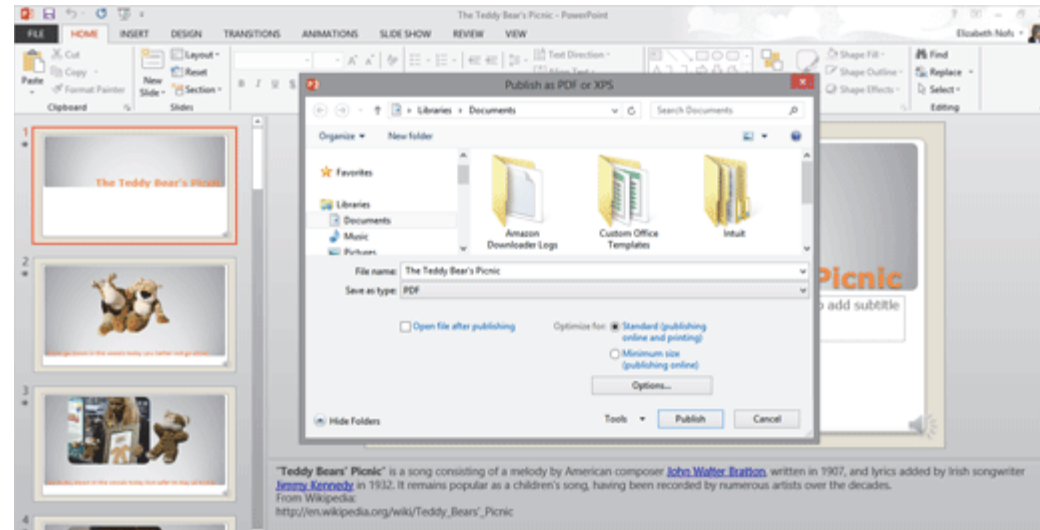 The Teddy Bear's Picnic - PowerPoint
FILE HOME INSERT DESIGN TRANSITIONS ANIMATIONS SLIDE SHOW REVIEW VIEW
Elizabeth Nofs
Paste
Cut
Copy
Format Painter
Clipboard
New
Slide
Layout
Reset
Section
Slides
B I U S
Text Direction
Align Text
Shape Fill
Shape Outline
Shape Effects
Find
Replace
Select
Editing
Publish as PDF or XPS
Libraries Documents
Search Documents
Organize New folder
Favorites
Libraries
Documents
Music
Pictures
Amazon
Downloader Logs
Custom Office
Templates
Intuit
File name: The Teddy Bear's Picnic
Save as type: PDF
Open file after publishing
Optimize for: Standard (publishing
online and printing)
Minimum size
(publishing online)
Options...
Hide Folders
Tools Publish Cancel
1
The Teddy Bear's Picnic
2
3
4
Picnic
add subtitle
"Teddy Bears' Picnic" is a song consisting of a melody by American composer John Walter Bratton, written in 1907, and lyrics added by Irish songwriter
Jimmy Kennedy in 1932. It remains popular as a children's song, having been recorded by numerous artists over the decades.
From Wikipedia:
http://en.wikipedia.org/wiki/Teddy_Bears'_Picnic